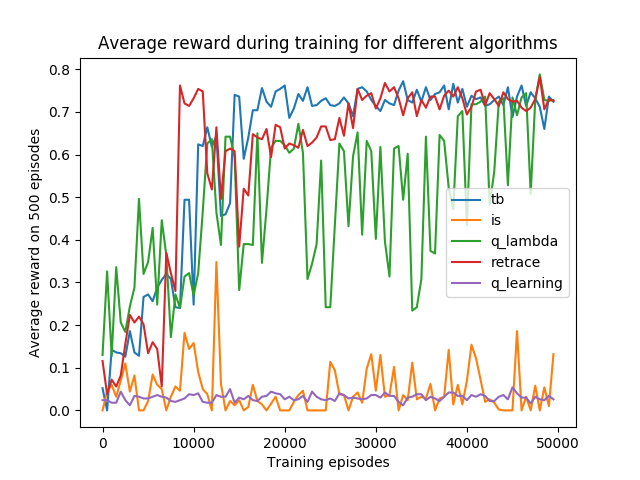 Average reward during training for different algorithms
Average reward on 500 episodes
0.8
0.7
0.6
0.5
0.4
0.3
0.2
0.1
0.0
tb
is
q_lambda
retrace
q_learning
0 10000 20000 30000 40000 50000
Training episodes